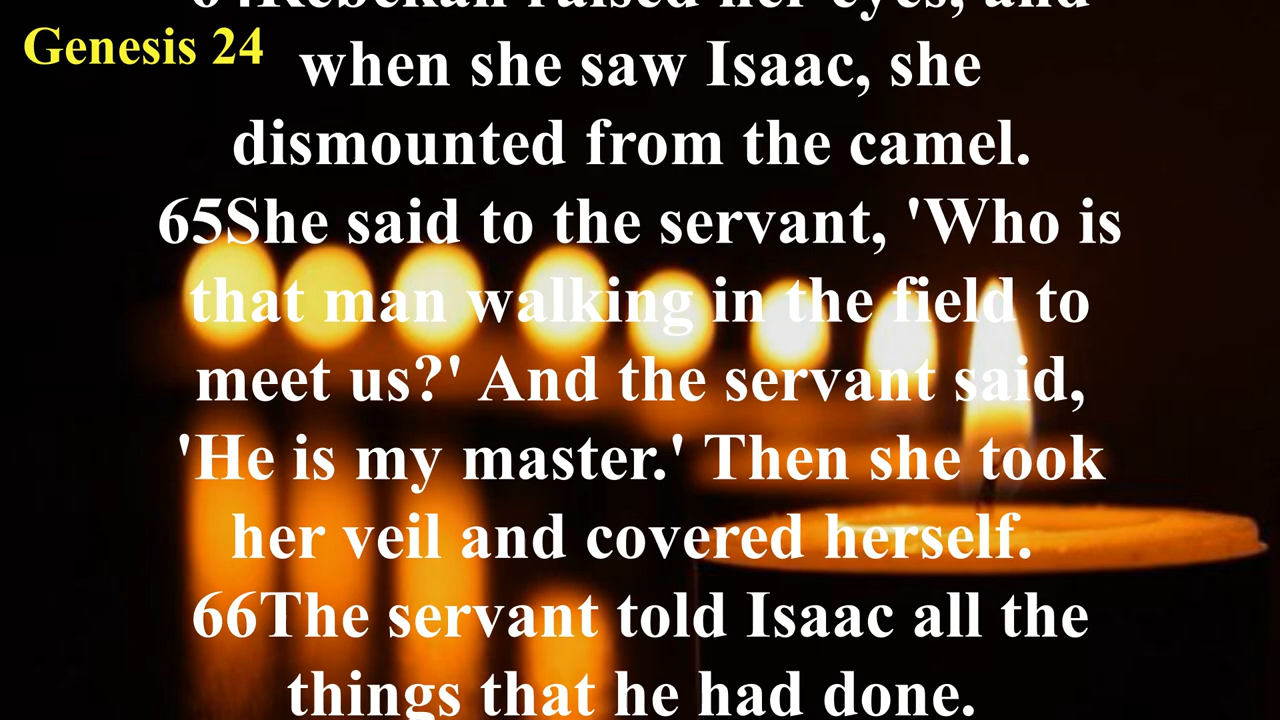 64Rebekah raised her eyes, and
Genesis 24
when she saw Isaac, she
dismounted from the camel.
65She said to the servant, 'Who is
that man walking in the field to
meet us?' And the servant said,
'He is my master.' Then she took
her veil and covered herself.
66The servant told Isaac all the
things that he had done.